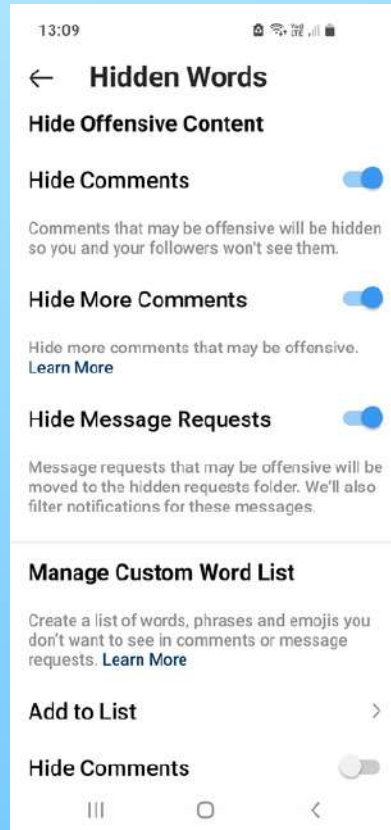 13:09
Hidden Words
Hide Offensive Content
Hide Comments
Comments that may be offensive will be hidden
so you and your followers won't see them.
Hide More Comments
Hide more comments that may be offensive.
Learn More
Hide Message Requests
Message requests that may be offensive will be
moved to the hidden requests folder. We'll also
filter notifications for these messages.
Manage Custom Word List
Create a list of words, phrases and emojis you
don't want to see in comments or message
requests. Learn More
Add to List
Hide Comments